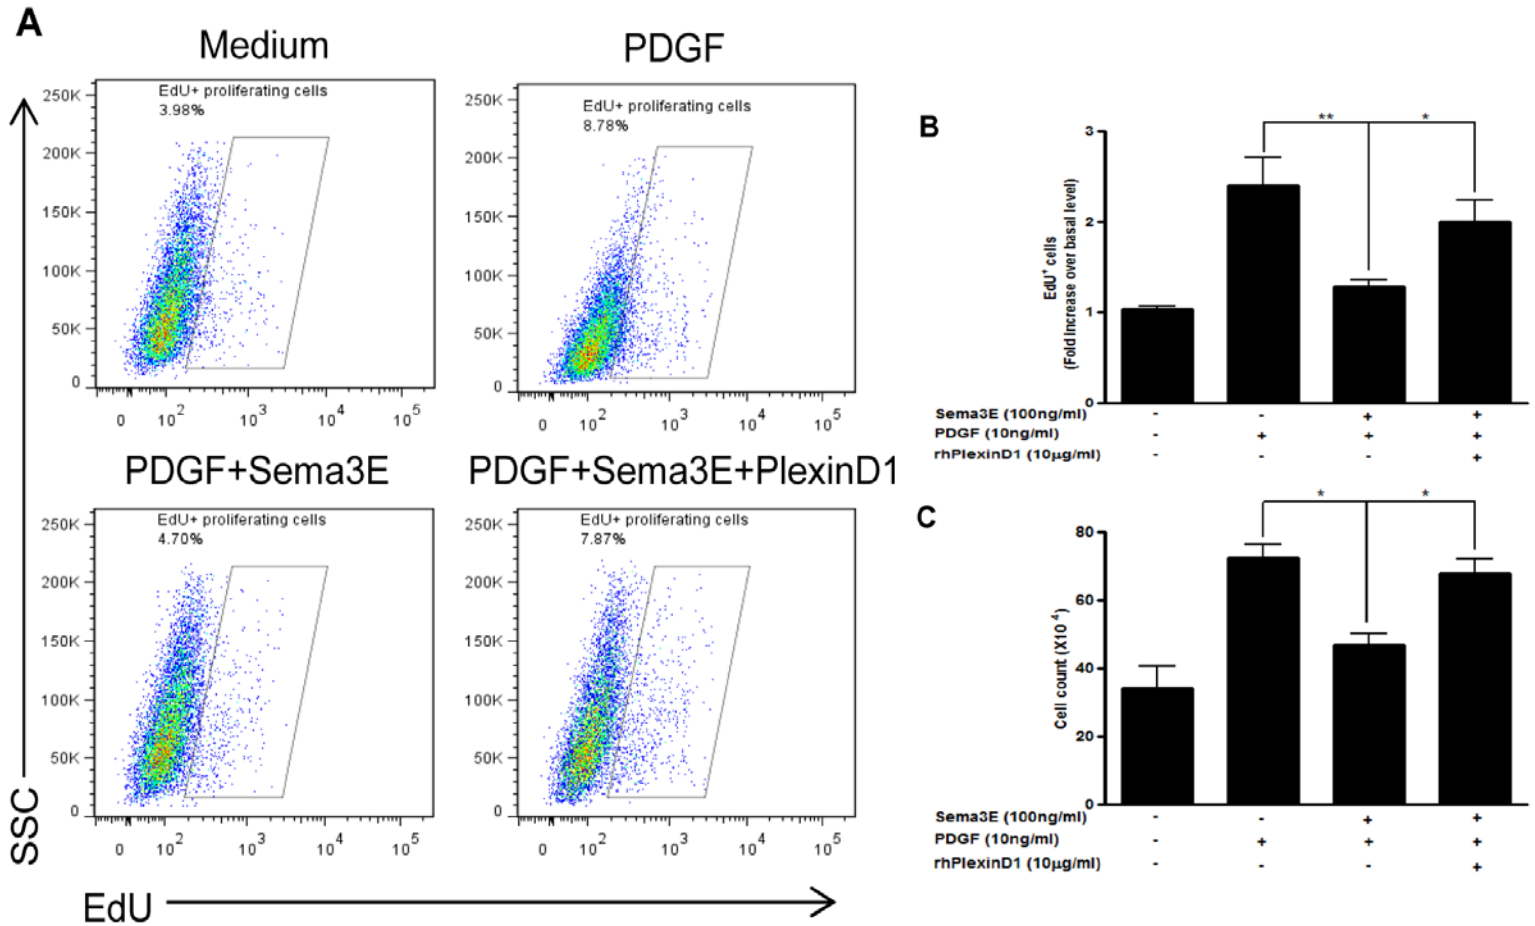 A
Medium
PDGF
EdU+ proliferating cells
3.98%
250K
200K
150K
100K
50K
0
0 10^2 10^3 10^4 10^5
EdU+ proliferating cells
8.78%
250K
200K
150K
100K
50K
0
0 10^2 10^3 10^4 10^5
PDGF+Sema3E
PDGF+Sema3E+PlexinD1
EdU+ proliferating cells
4.70%
250K
200K
150K
100K
50K
0
0 10^2 10^3 10^4 10^5
EdU+ proliferating cells
7.87%
250K
200K
150K
100K
50K
0
0 10^2 10^3 10^4 10^5
SSC
EdU
B
** *
EdU+ cells
(Fold increase over basal level)
3
2
1
0
Sema3E (100ng/ml) - - + +
PDGF (10ng/ml) - + + +
rhPlexinD1 (10µg/ml) - - - +
C
* *
Cell count (X10^4)
80
60
40
20
0
Sema3E (100ng/ml) - - + +
PDGF (10ng/ml) - + + +
rhPlexinD1 (10µg/ml) - - - +